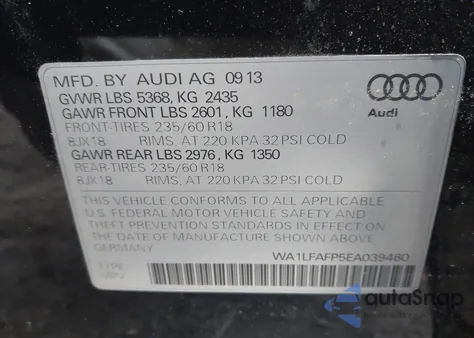 MFD. BY AUDI AG 09 13
GVWR LBS 5368, KG 2435
GAWR FRONT LBS 2601, KG 1180
FRONT-TIRES 235/60 R18
8JX18 RIMS, AT 220 KPA 32 PSI COLD
GAWR REAR LBS 2976, KG 1350
REAR-TIRES 235/60 R18
8JX18 RIMS, AT 220 KPA 32 PSI COLD
Audi
THIS VEHICLE CONFORMS TO ALL APPLICABLE
U.S. FEDERAL MOTOR VEHICLE SAFETY AND
THEFT PREVENTION STANDARDS IN EFFECT ON
THE DATE OF MANUFACTURE SHOWN ABOVE
WA1LFAFP5EA039460
TYPE
MPV
autoSnap